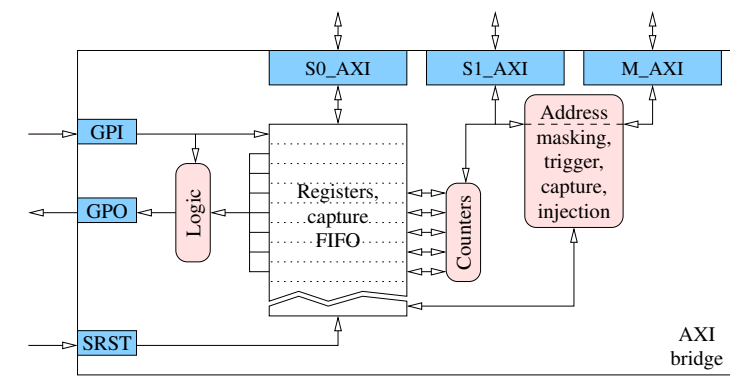 S0_AXI
S1_AXI
M_AXI
GPI
GPO
SRST
Logic
Registers,
capture
FIFO
Counters
Address
masking,
trigger,
capture,
injection
AXI
bridge